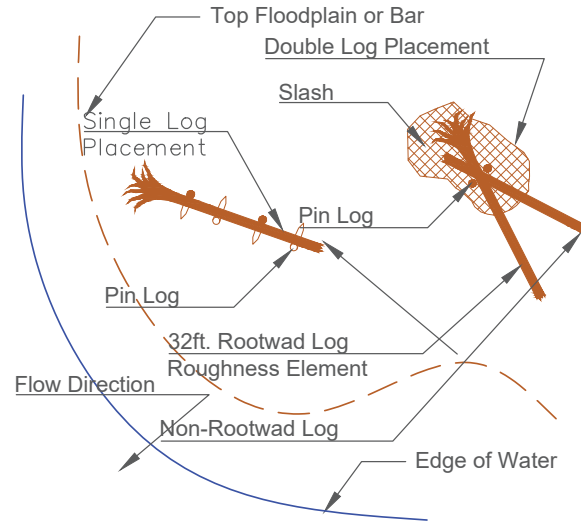 Top Floodplain or Bar
Double Log Placement
Slash
Single Log
Placement
Pin Log
Pin Log
32ft. Rootwad Log
Roughness Element
Flow Direction
Non-Rootwad Log
Edge of Water